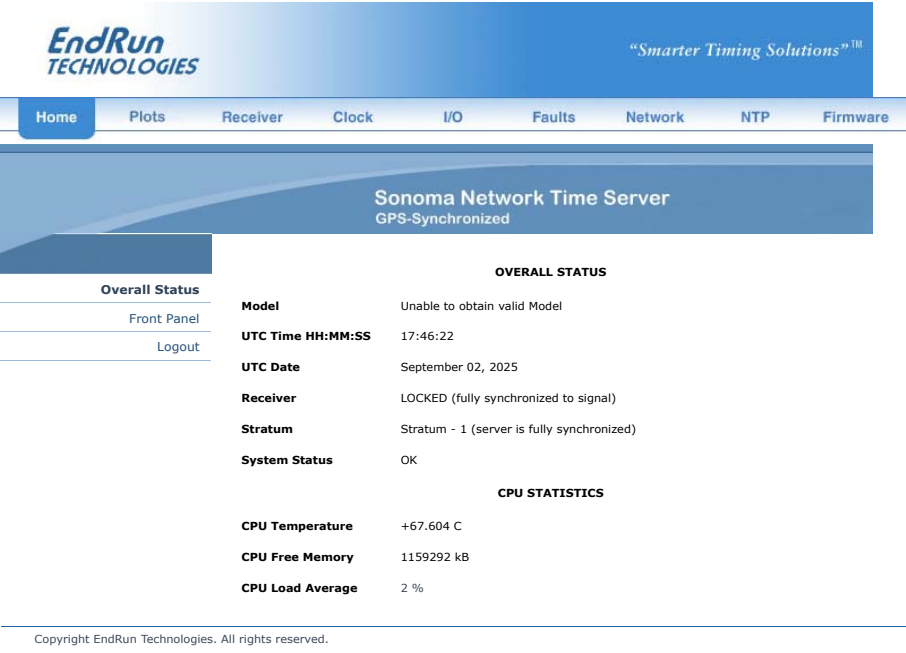 EndRun
TECHNOLOGIES
“Smarter Timing Solutions”™
Home Plots Receiver Clock I/O Faults Network NTP Firmware
Sonoma Network Time Server
GPS-Synchronized
Overall Status
Front Panel
Logout
OVERALL STATUS
Model Unable to obtain valid Model
UTC Time HH:MM:SS 17:46:22
UTC Date September 02, 2025
Receiver LOCKED (fully synchronized to signal)
Stratum Stratum - 1 (server is fully synchronized)
System Status OK
CPU STATISTICS
CPU Temperature +67.604 C
CPU Free Memory 1159292 kB
CPU Load Average 2 %
Copyright EndRun Technologies. All rights reserved.